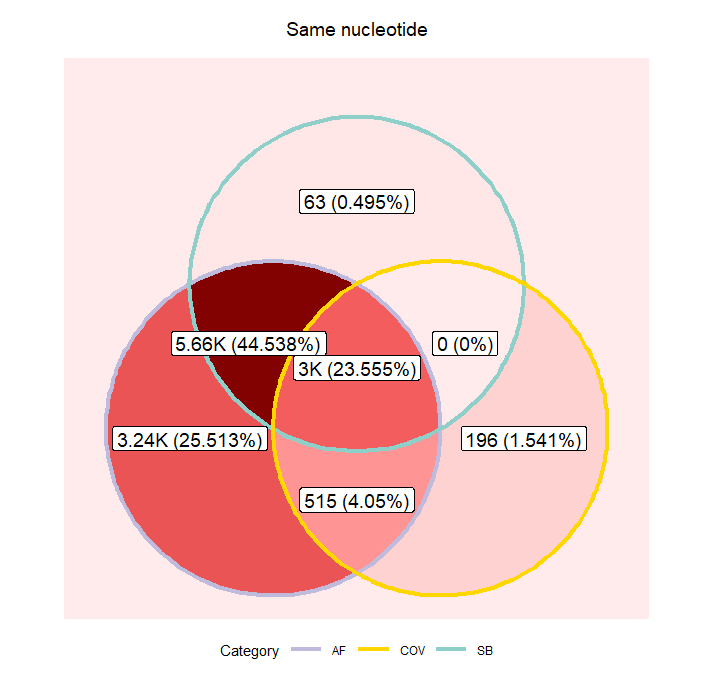 Same nucleotide
63 (0.495%)
5.66K (44.538%)
0 (0%)
3K (23.555%)
3.24K (25.513%)
196 (1.541%)
515 (4.05%)
Category AF COV SB